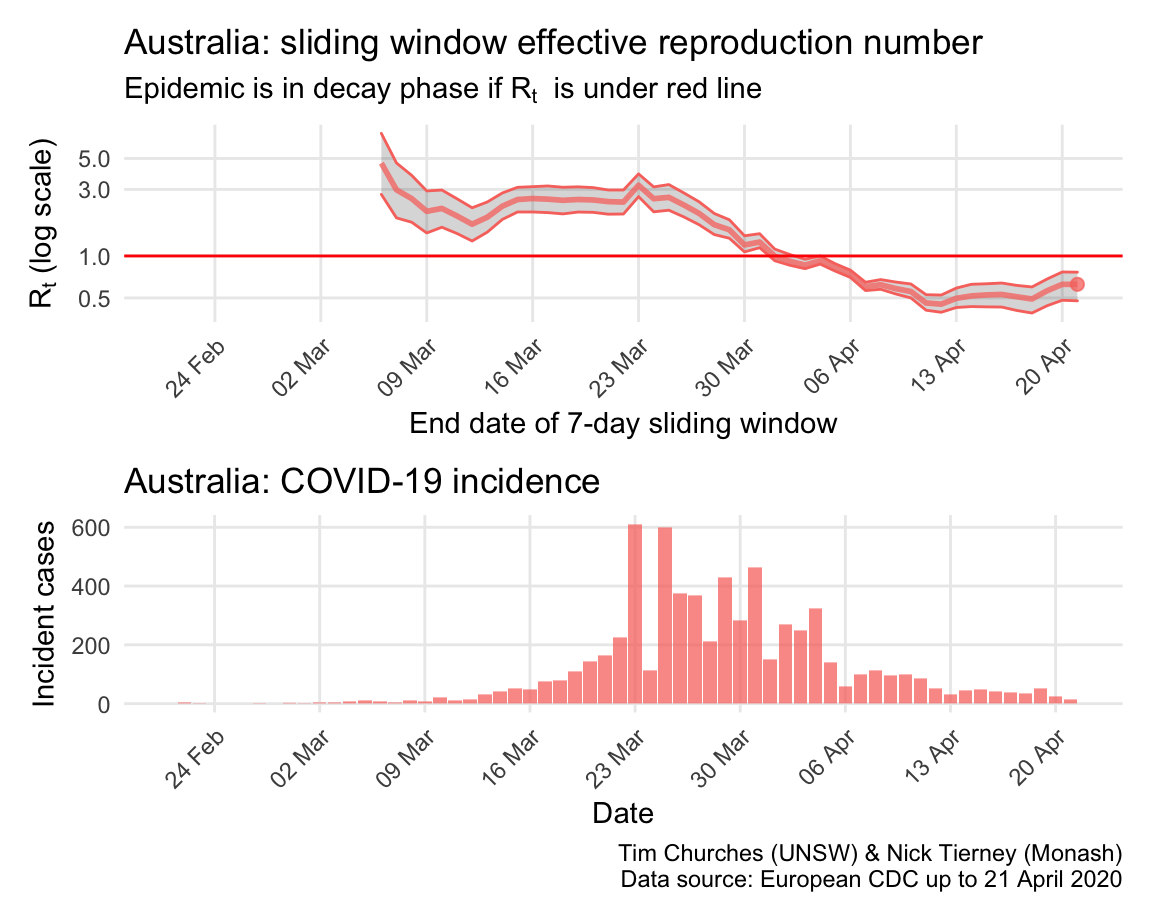 Australia: sliding window effective reproduction number
Epidemic is in decay phase if Rt is under red line
Rt (log scale)
5.0
3.0
1.0
0.5
24 Feb
02 Mar
09 Mar
16 Mar
23 Mar
30 Mar
06 Apr
13 Apr
20 Apr
End date of 7-day sliding window
Australia: COVID-19 incidence
Incident cases
600
400
200
0
24 Feb
02 Mar
09 Mar
16 Mar
23 Mar
30 Mar
06 Apr
13 Apr
20 Apr
Date
Tim Churches (UNSW) & Nick Tierney (Monash)
Data source: European CDC up to 21 April 2020